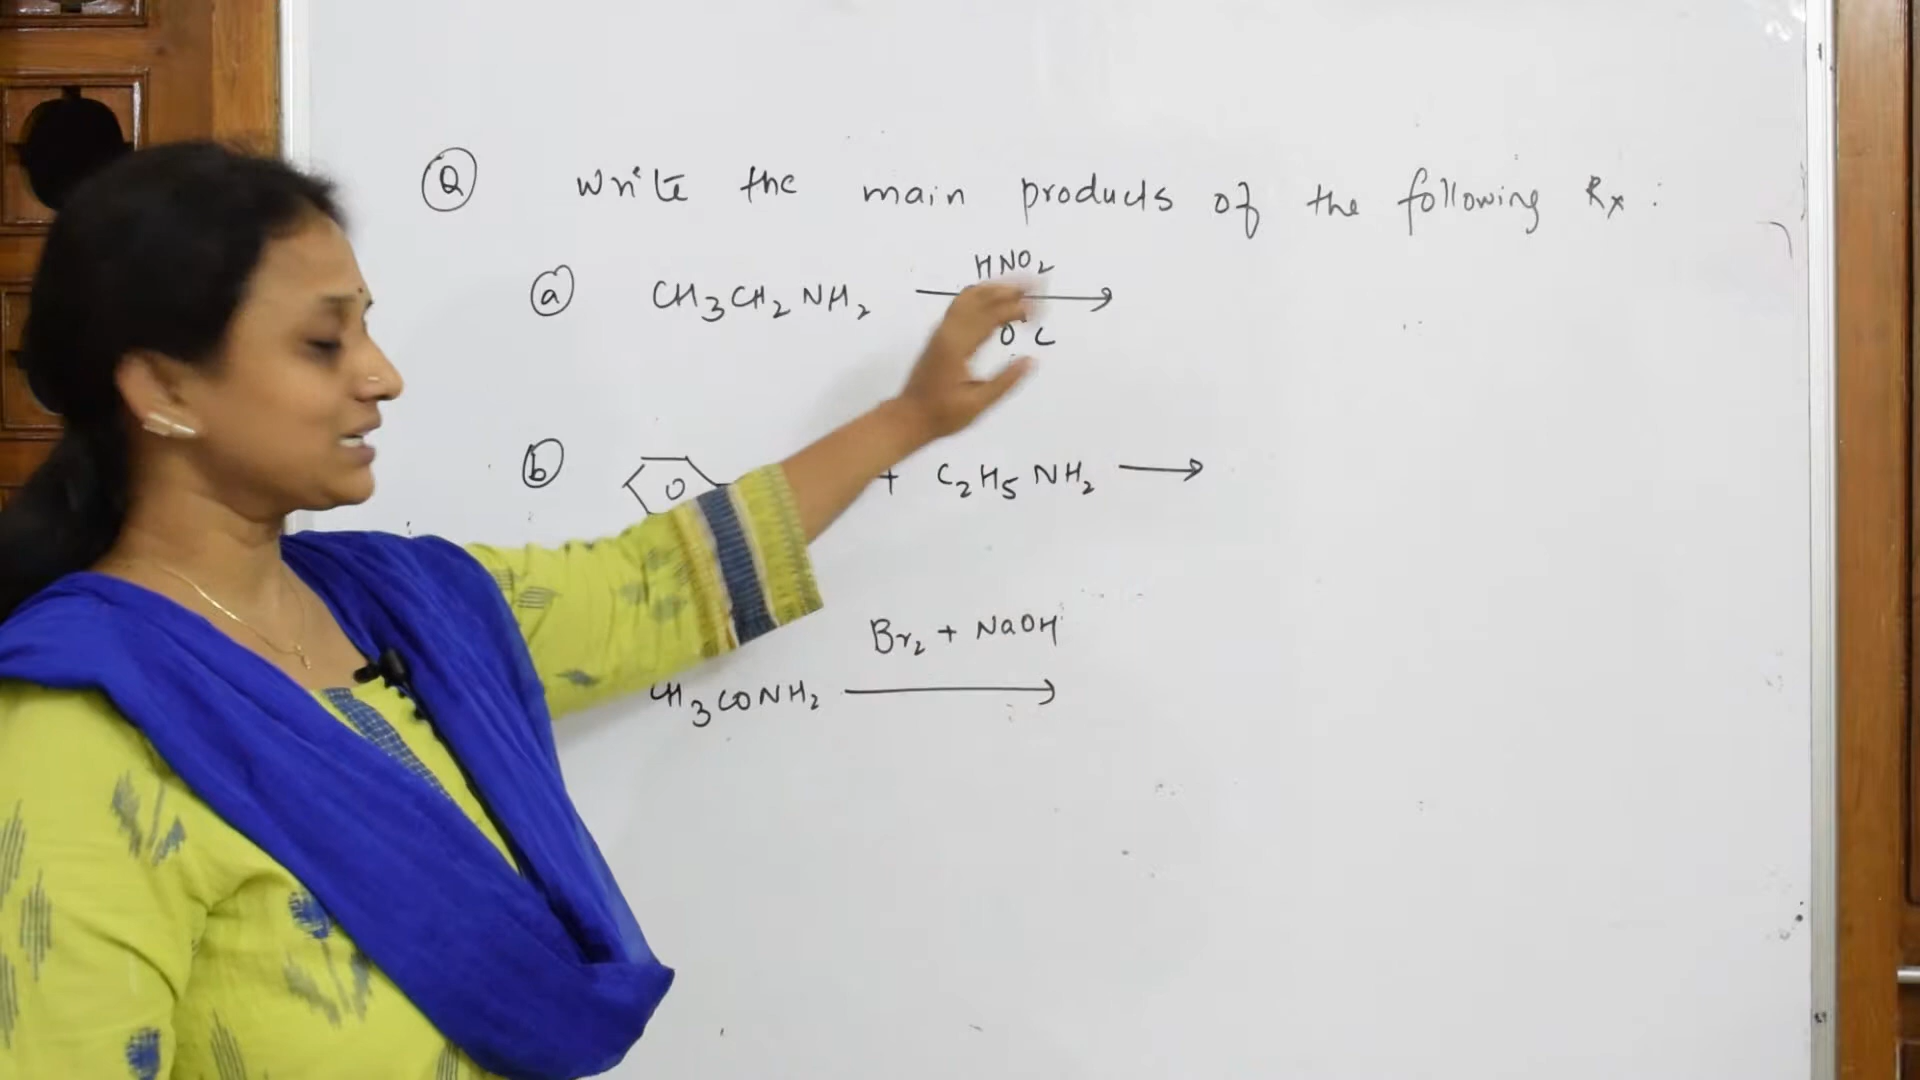 Q Write the main products of the following Rx :
a CH3CH2NH2 HNO2 0°C
b + C2H5NH2
Br2 + NaOH
CH3CONH2